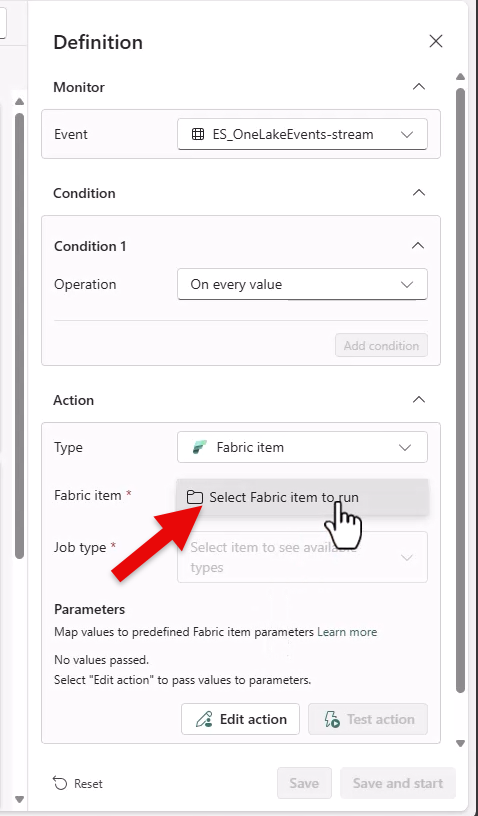 Definition
Monitor
Event
ES_OneLakeEvents-stream
Condition
Condition 1
Operation
On every value
Add condition
Action
Type
Fabric item
Fabric item *
Select Fabric item to run
Job type *
Select item to see available
types
Parameters
Map values to predefined Fabric item parameters Learn more
No values passed.
Select "Edit action" to pass values to parameters.
Edit action
Test action
Reset
Save
Save and start